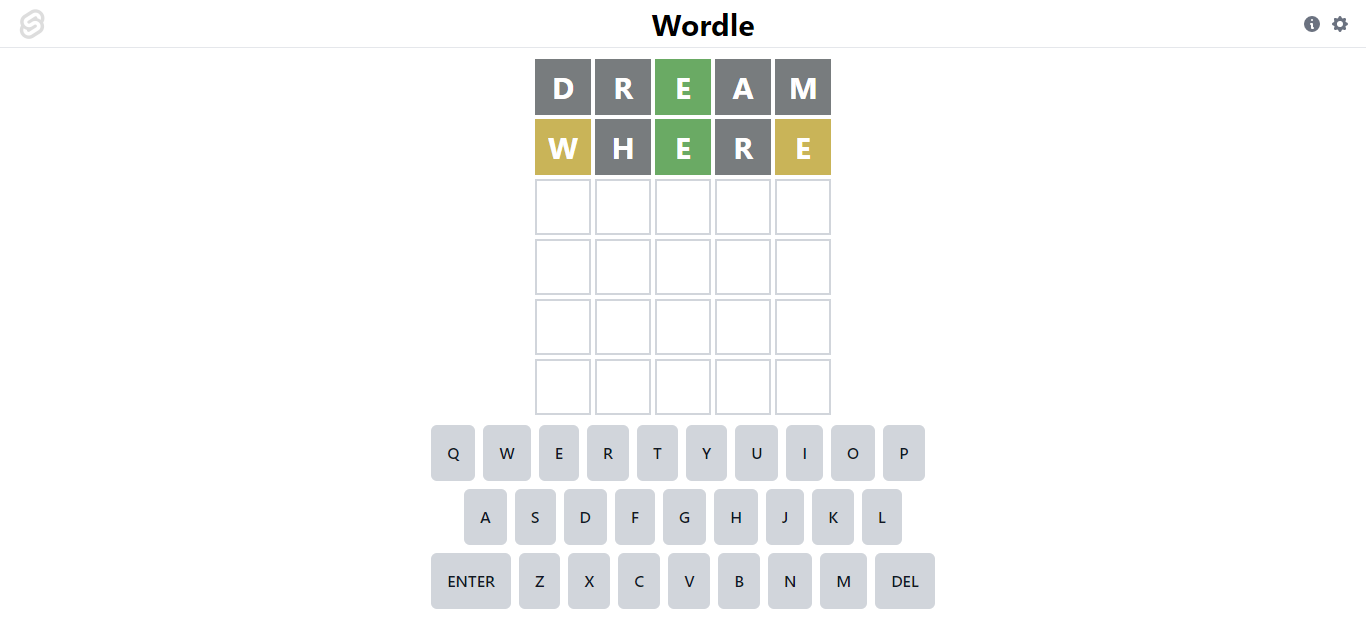 Wordle
D R E A M
W H E R E
Q W E R T Y U I O P
A S D F G H J K L
ENTER Z X C V B N M DEL